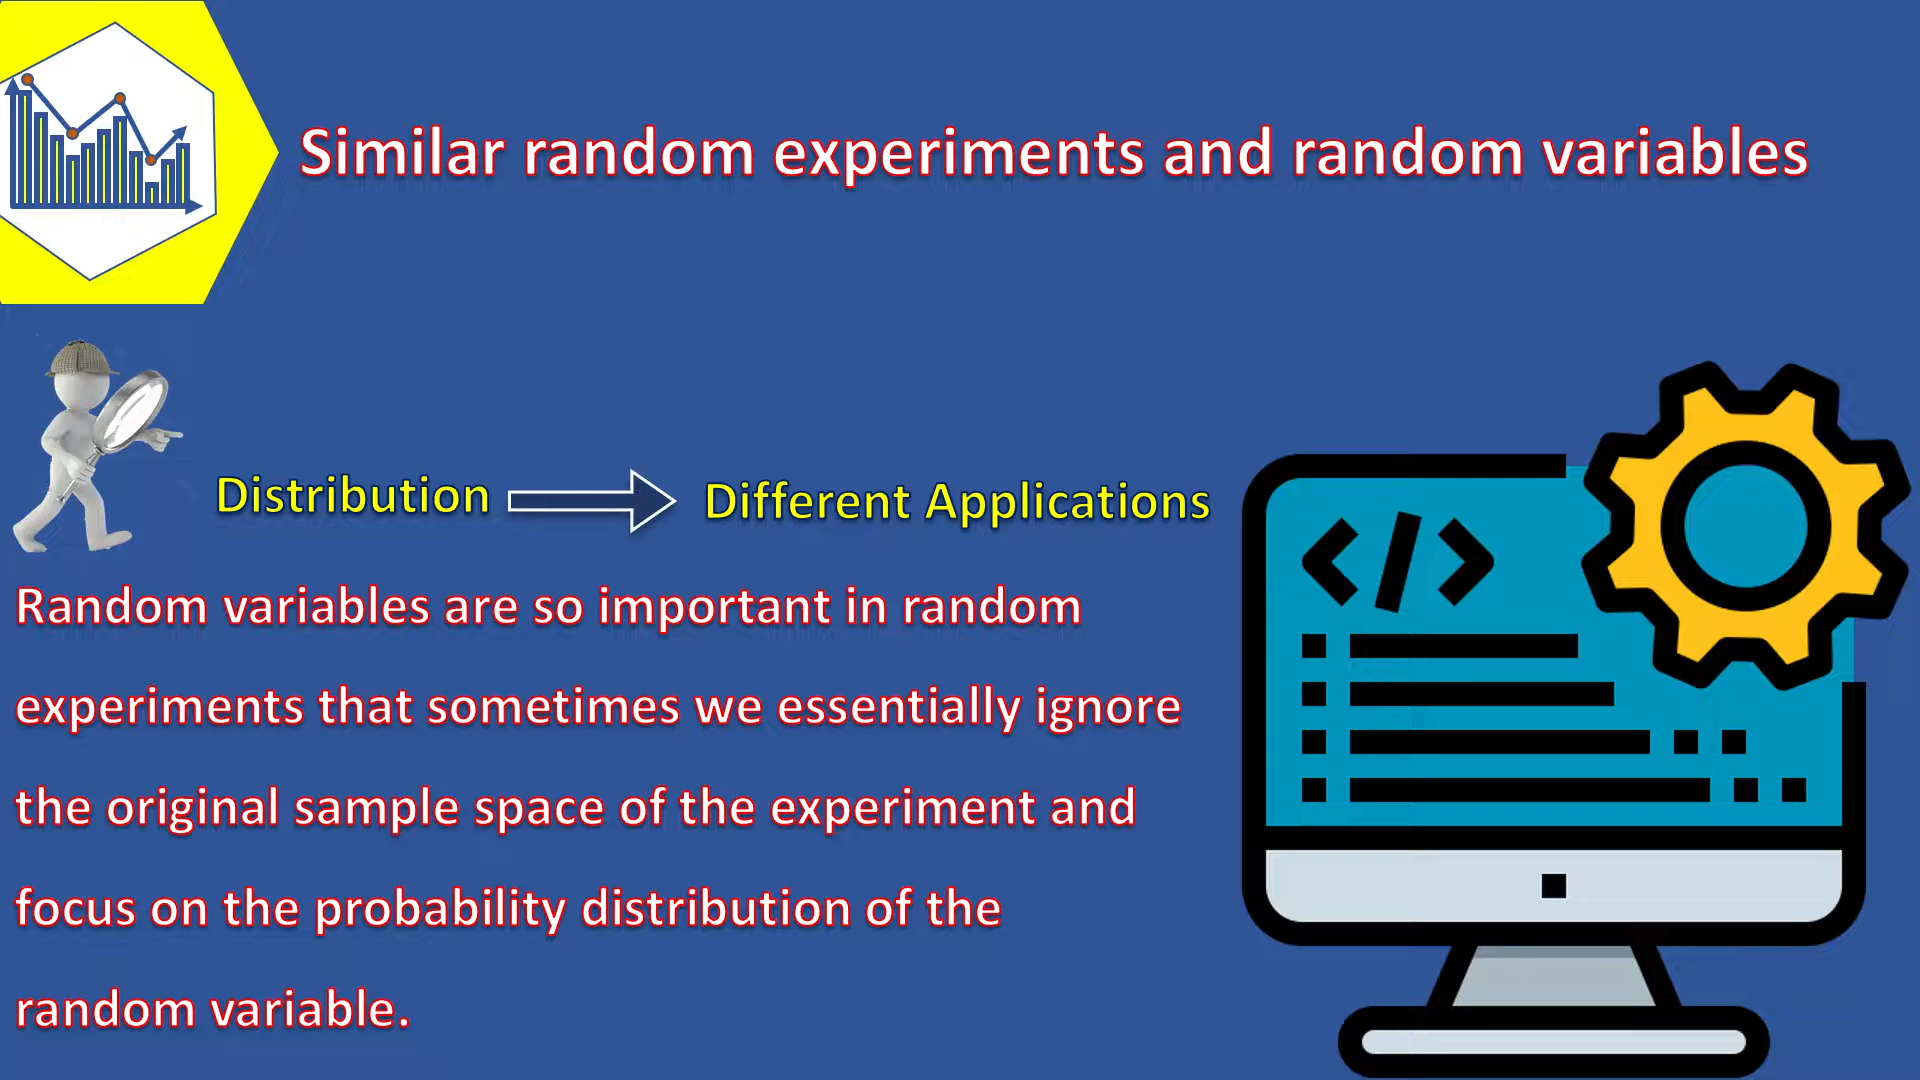 Similar random experiments and random variables
Distribution
Different Applications
</>
Random variables are so important in random
experiments that sometimes we essentially ignore
the original sample space of the experiment and
focus on the probability distribution of the
random variable.